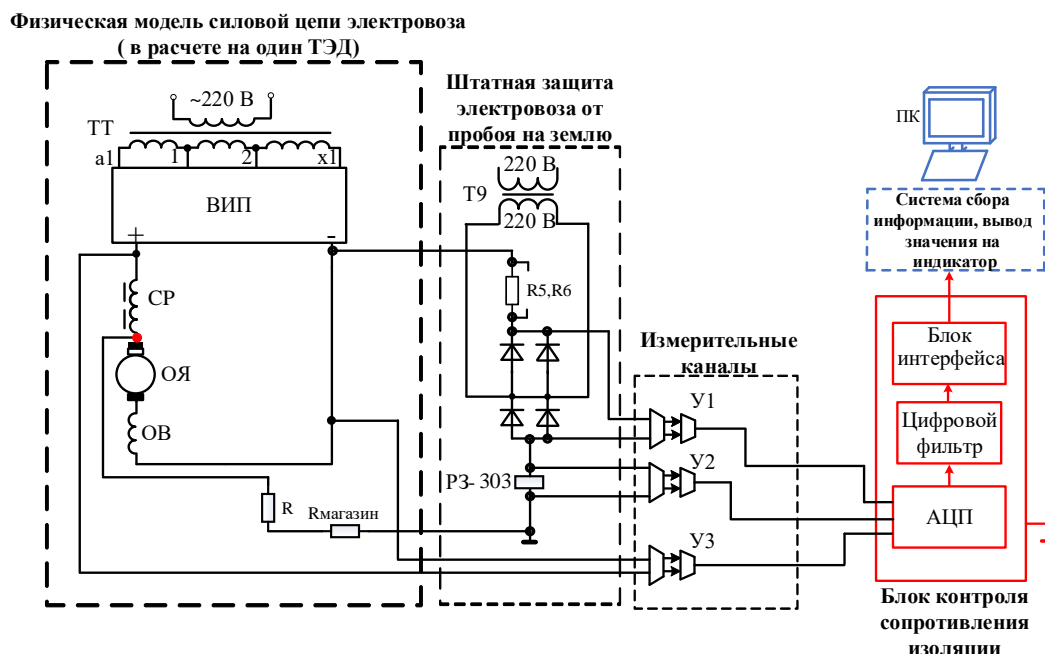 Физическая модель силовой цепи электровоза
( в расчете на один ТЭД)
~220 В
ТТ
a1
1
2
x1
ВИП
+
-
СР
ОЯ
ОВ
R
Rмагазин
Штатная защита
электровоза от
пробоя на землю
220 В
Т9
220 В
R5,R6
РЗ- 303
Измерительные
каналы
У1
У2
У3
ПК
Система сбора
информации, вывод
значения на
индикатор
Блок
интерфейса
Цифровой
фильтр
АЦП
Блок контроля
сопротивления
изоляции